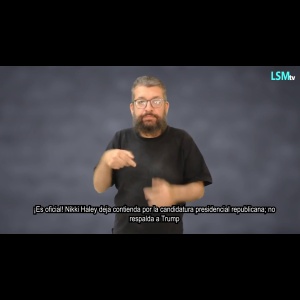 LSMtv
¡Es oficial! Nikki Haley deja contienda por la candidatura presidencial republicana; no
respalda a Trump